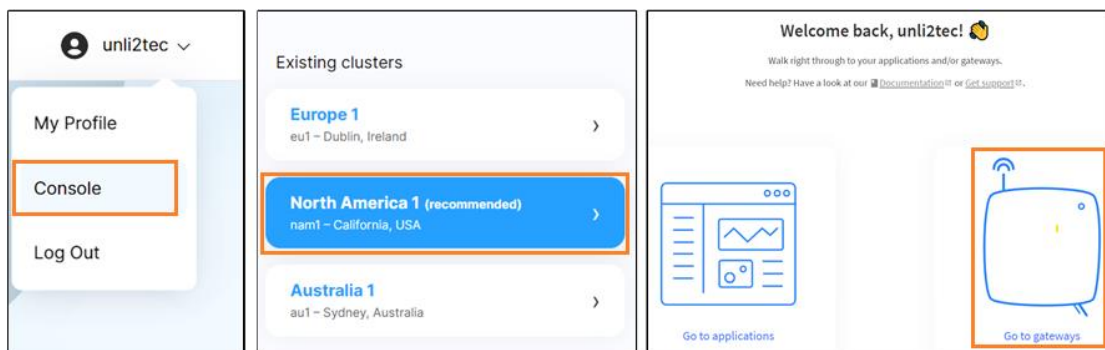 unli2tec
My Profile
Console
Log Out
Existing clusters
Europe 1
eu1 – Dublin, Ireland
North America 1 (recommended)
nam1 – California, USA
Australia 1
au1 – Sydney, Australia
Welcome back, unli2tec! 👋
Walk right through to your applications and/or gateways.
Need help? Have a look at our Documentation or Get support.
Go to applications
Go to gateways